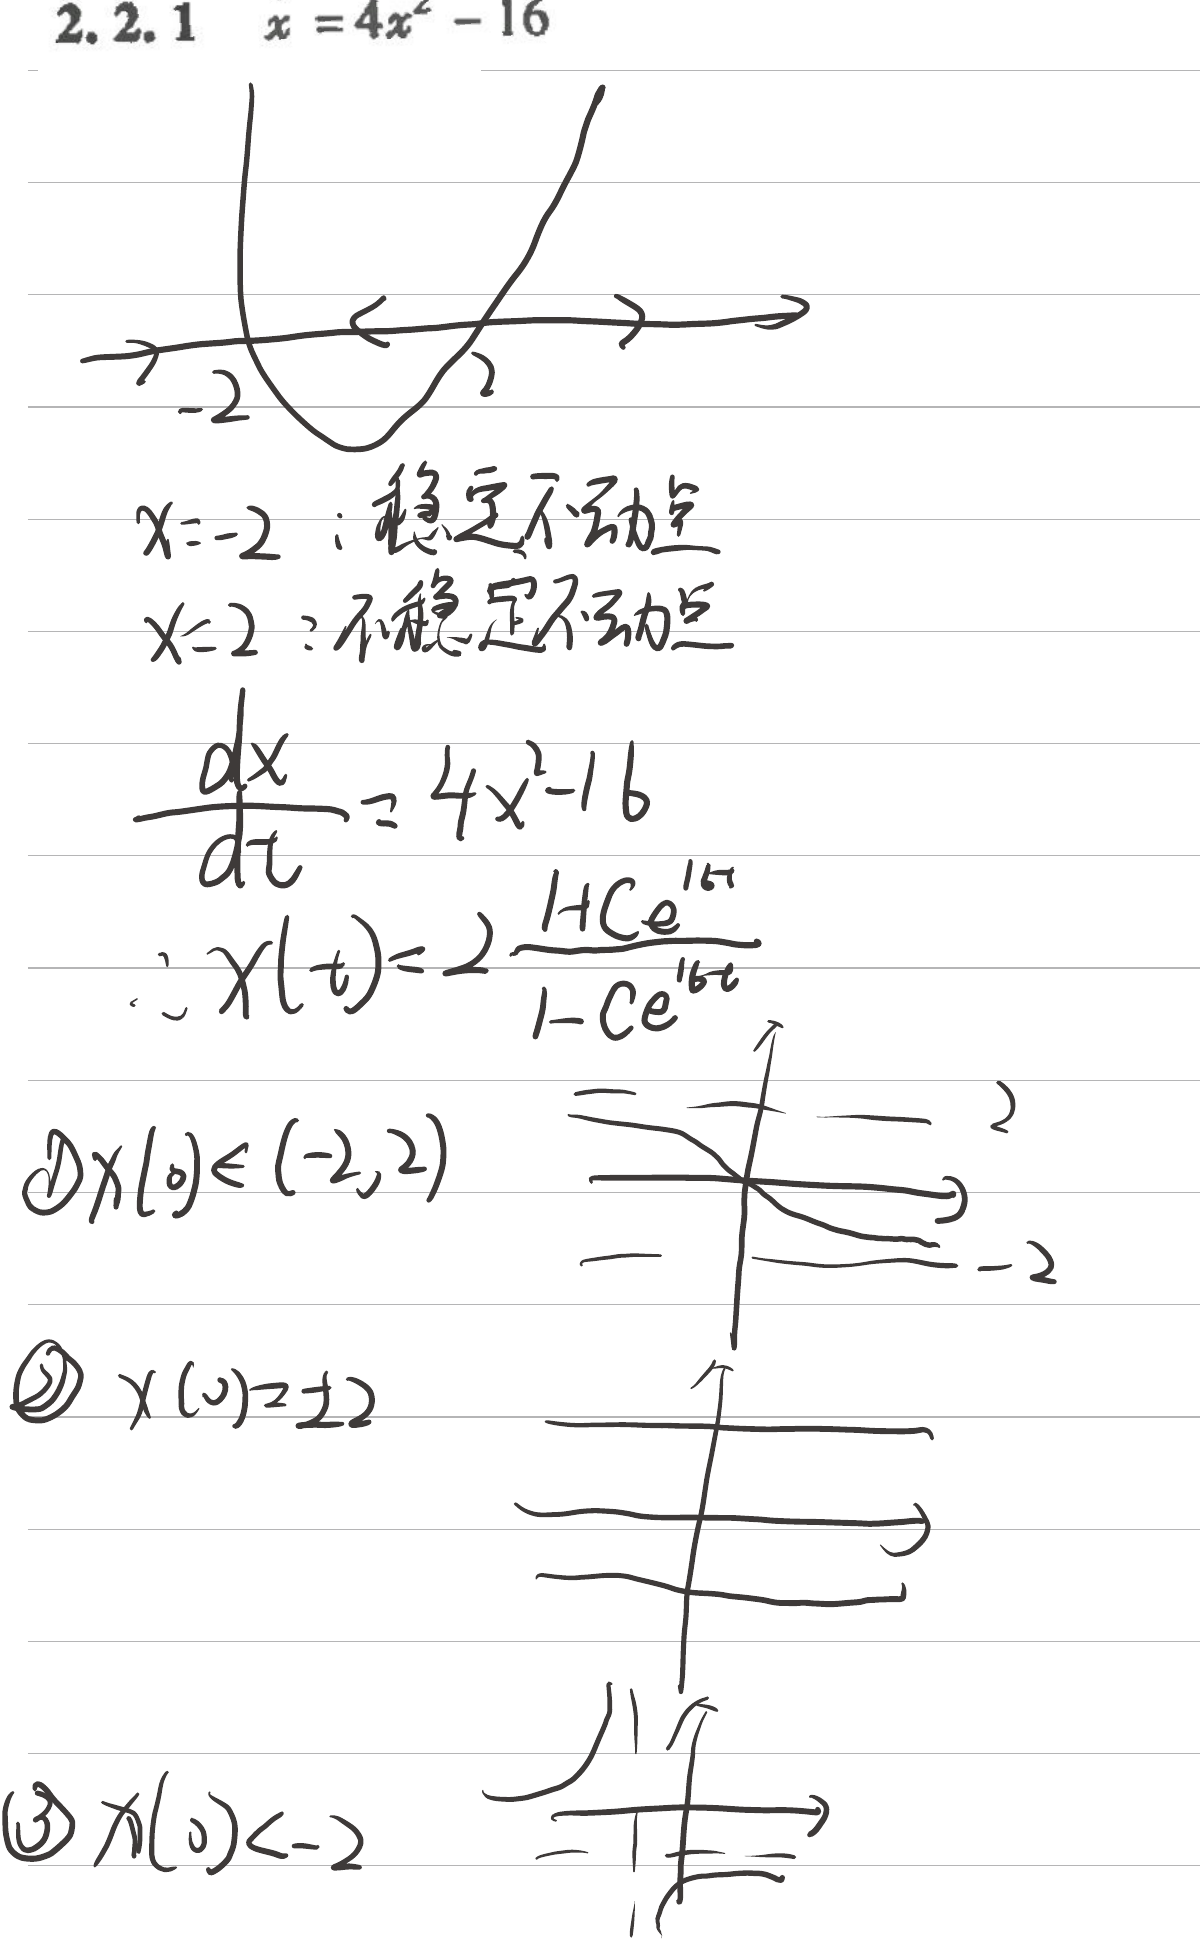 2.2.1 ẋ = 4x² − 16
-2 2
x=-2 : 稳定不动点
x=2 : 不稳定不动点
dx/dt = 4x²-16
∴ x(t) = 2 (1+Ce^{16t})/(1-Ce^{16t})
① x(0) ∈ (-2,2) 2
-2
② x(0) = ±2
③ x(0) < -2